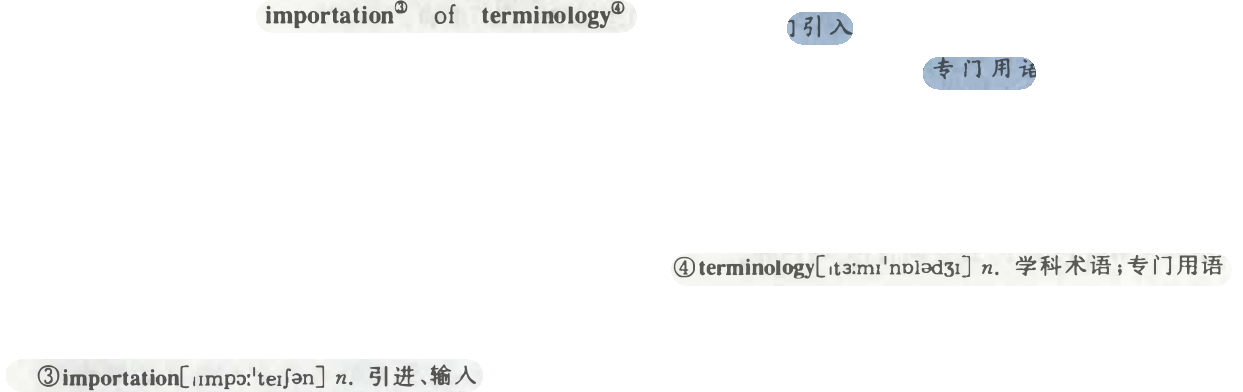 importation③ of terminology④
引入
专门用语
④terminology[ˌtɜːmɪˈnɒlədʒɪ] n. 学科术语;专门用语
③importation[ˌɪmpɔːˈteɪʃən] n. 引进、输入